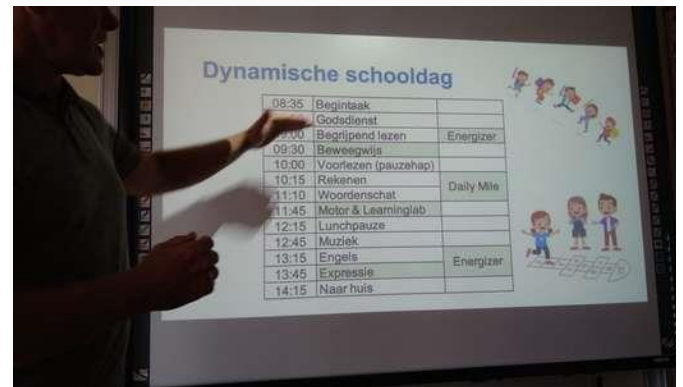 Dynamische schooldag
08:35 Begintaak
Godsdienst
9:00 Begrijpend lezen Energizer
09:30 Beweegwijs
10:00 Voorlezen (pauzehap)
10:15 Rekenen
Daily Mile
11:10 Woordenschat
11:45 Motor & Learninglab
12:15 Lunchpauze
12:45 Muziek
13:15 Engels
Energizer
13:45 Expressie
14:15 Naar huis